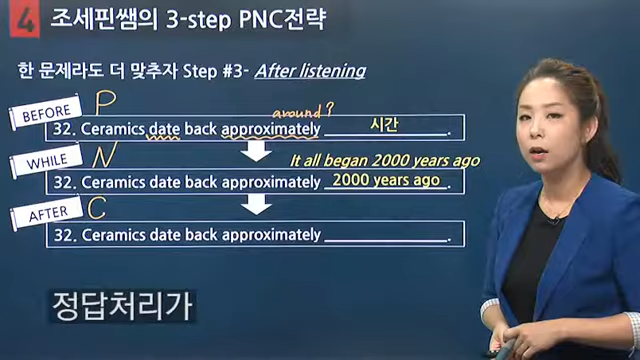 4 조세핀쌤의 3-step PNC전략
한 문제라도 더 맞추자 Step #3- After listening
BEFORE P
around?
32. Ceramics date back approximately 시간.
WHILE N
It all began 2000 years ago
32. Ceramics date back approximately 2000 years ago.
AFTER C
32. Ceramics date back approximately ____________.
정답처리가